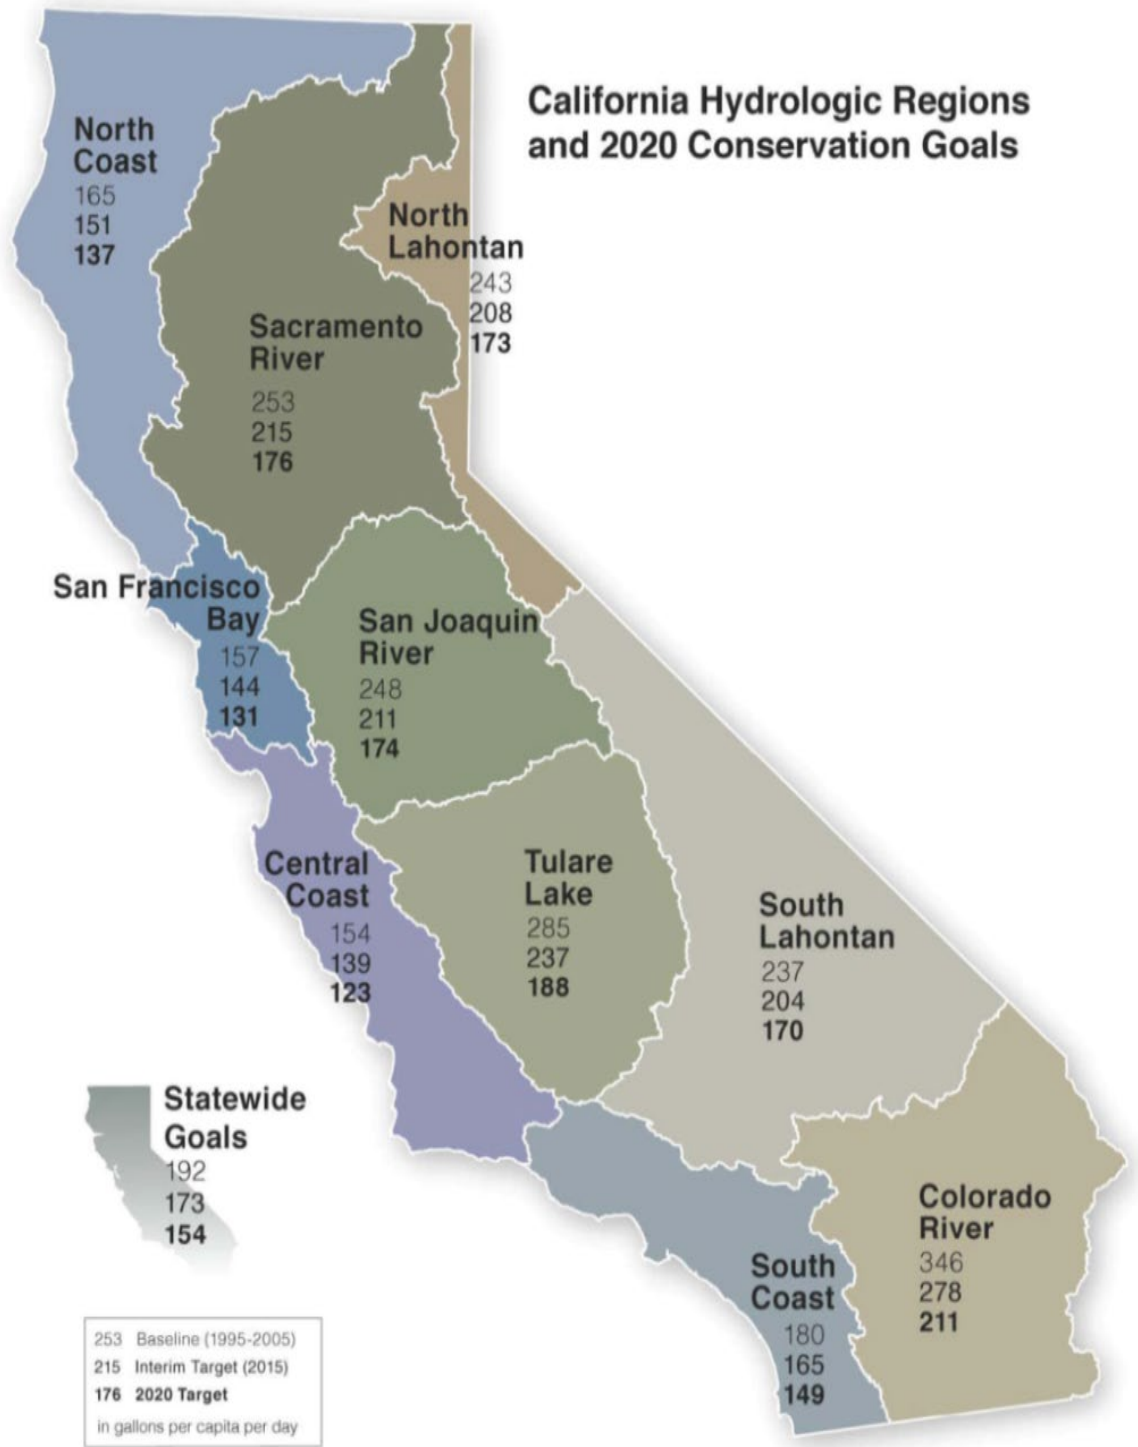 California Hydrologic Regions
and 2020 Conservation Goals
North
Coast
165
151
137
North
Lahontan
243
208
173
Sacramento
River
253
215
176
San Francisco
Bay
157
144
131
San Joaquin
River
248
211
174
Central
Coast
154
139
123
Tulare
Lake
285
237
188
South
Lahontan
237
204
170
Statewide
Goals
192
173
154
Colorado
River
346
278
211
South
Coast
180
165
149
253 Baseline (1995-2005)
215 Interim Target (2015)
176 2020 Target
in gallons per capita per day